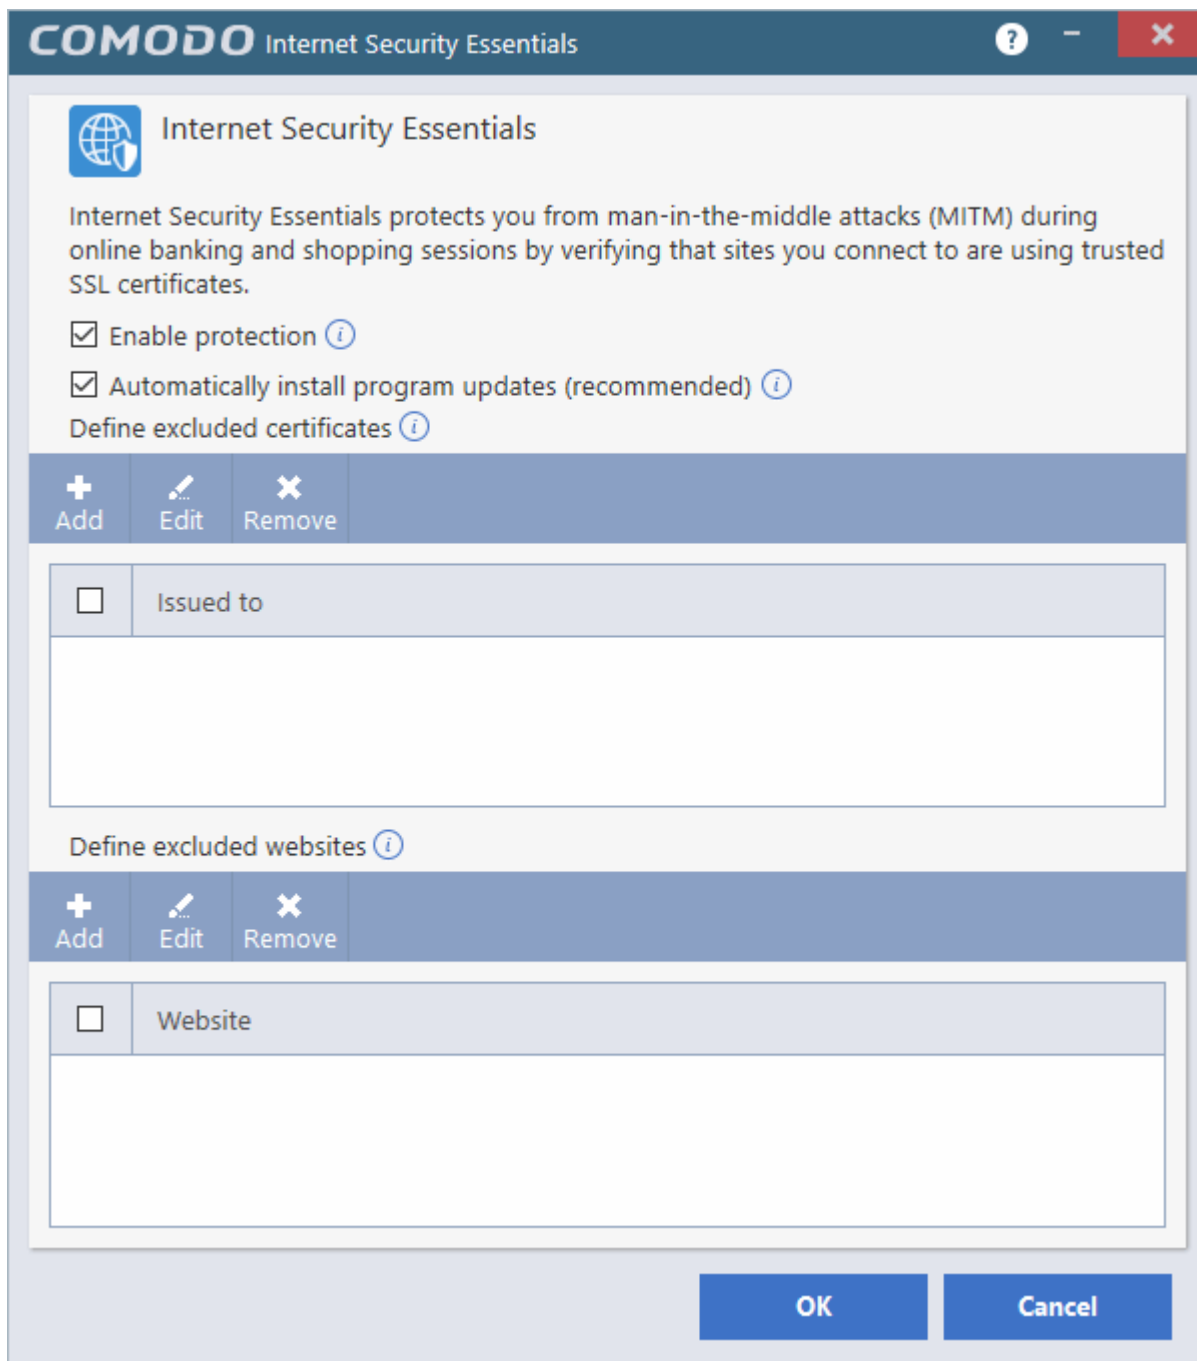 COMODO Internet Security Essentials
Internet Security Essentials
Internet Security Essentials protects you from man-in-the-middle attacks (MITM) during
online banking and shopping sessions by verifying that sites you connect to are using trusted
SSL certificates.
Enable protection
Automatically install program updates (recommended)
Define excluded certificates
Add Edit Remove
Issued to
Define excluded websites
Add Edit Remove
Website
OK Cancel